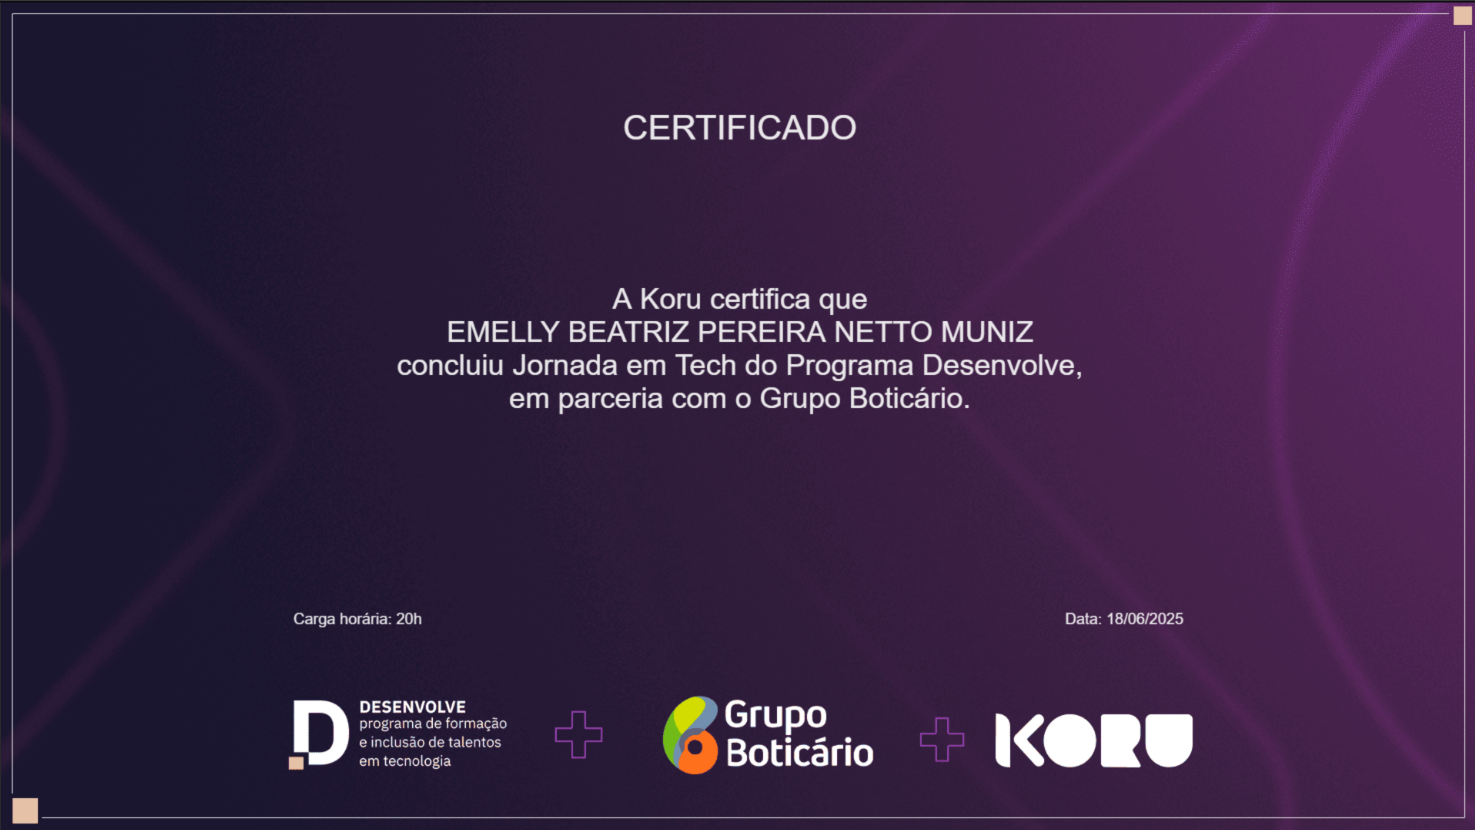 CERTIFICADO
A Koru certifica que
EMELLY BEATRIZ PEREIRA NETTO MUNIZ
concluiu Jornada em Tech do Programa Desenvolve,
em parceria com o Grupo Boticário.
Carga horária: 20h
Data: 18/06/2025
D
DESENVOLVE
programa de formação
e inclusão de talentos
em tecnologia
Grupo
Boticário
KORU